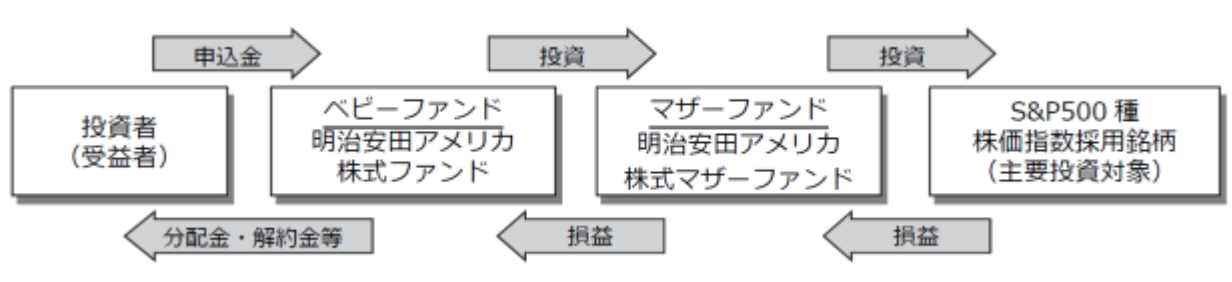 申込金
投資
投資
投資者
（受益者）
ベビーファンド
明治安田アメリカ
株式ファンド
マザーファンド
明治安田アメリカ
株式マザーファンド
S&P500 種
株価指数採用銘柄
（主要投資対象）
分配金・解約金等
損益
損益